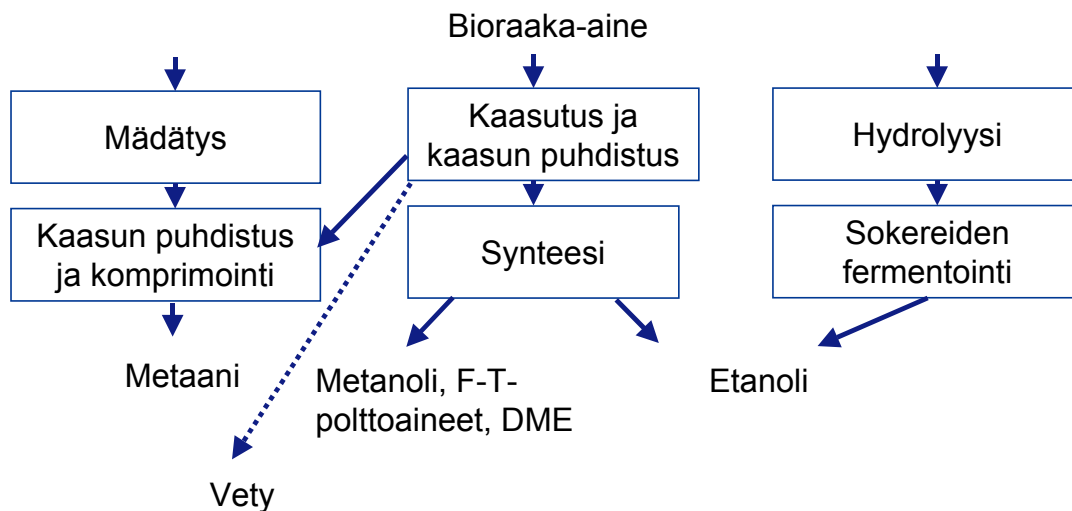 Bioraaka-aine
Mädätys
Kaasutus ja
kaasun puhdistus
Hydrolyysi
Kaasun puhdistus
ja komprimointi
Synteesi
Sokereiden
fermentointi
Metaani
Metanoli, F-T-
polttoaineet, DME
Etanoli
Vety